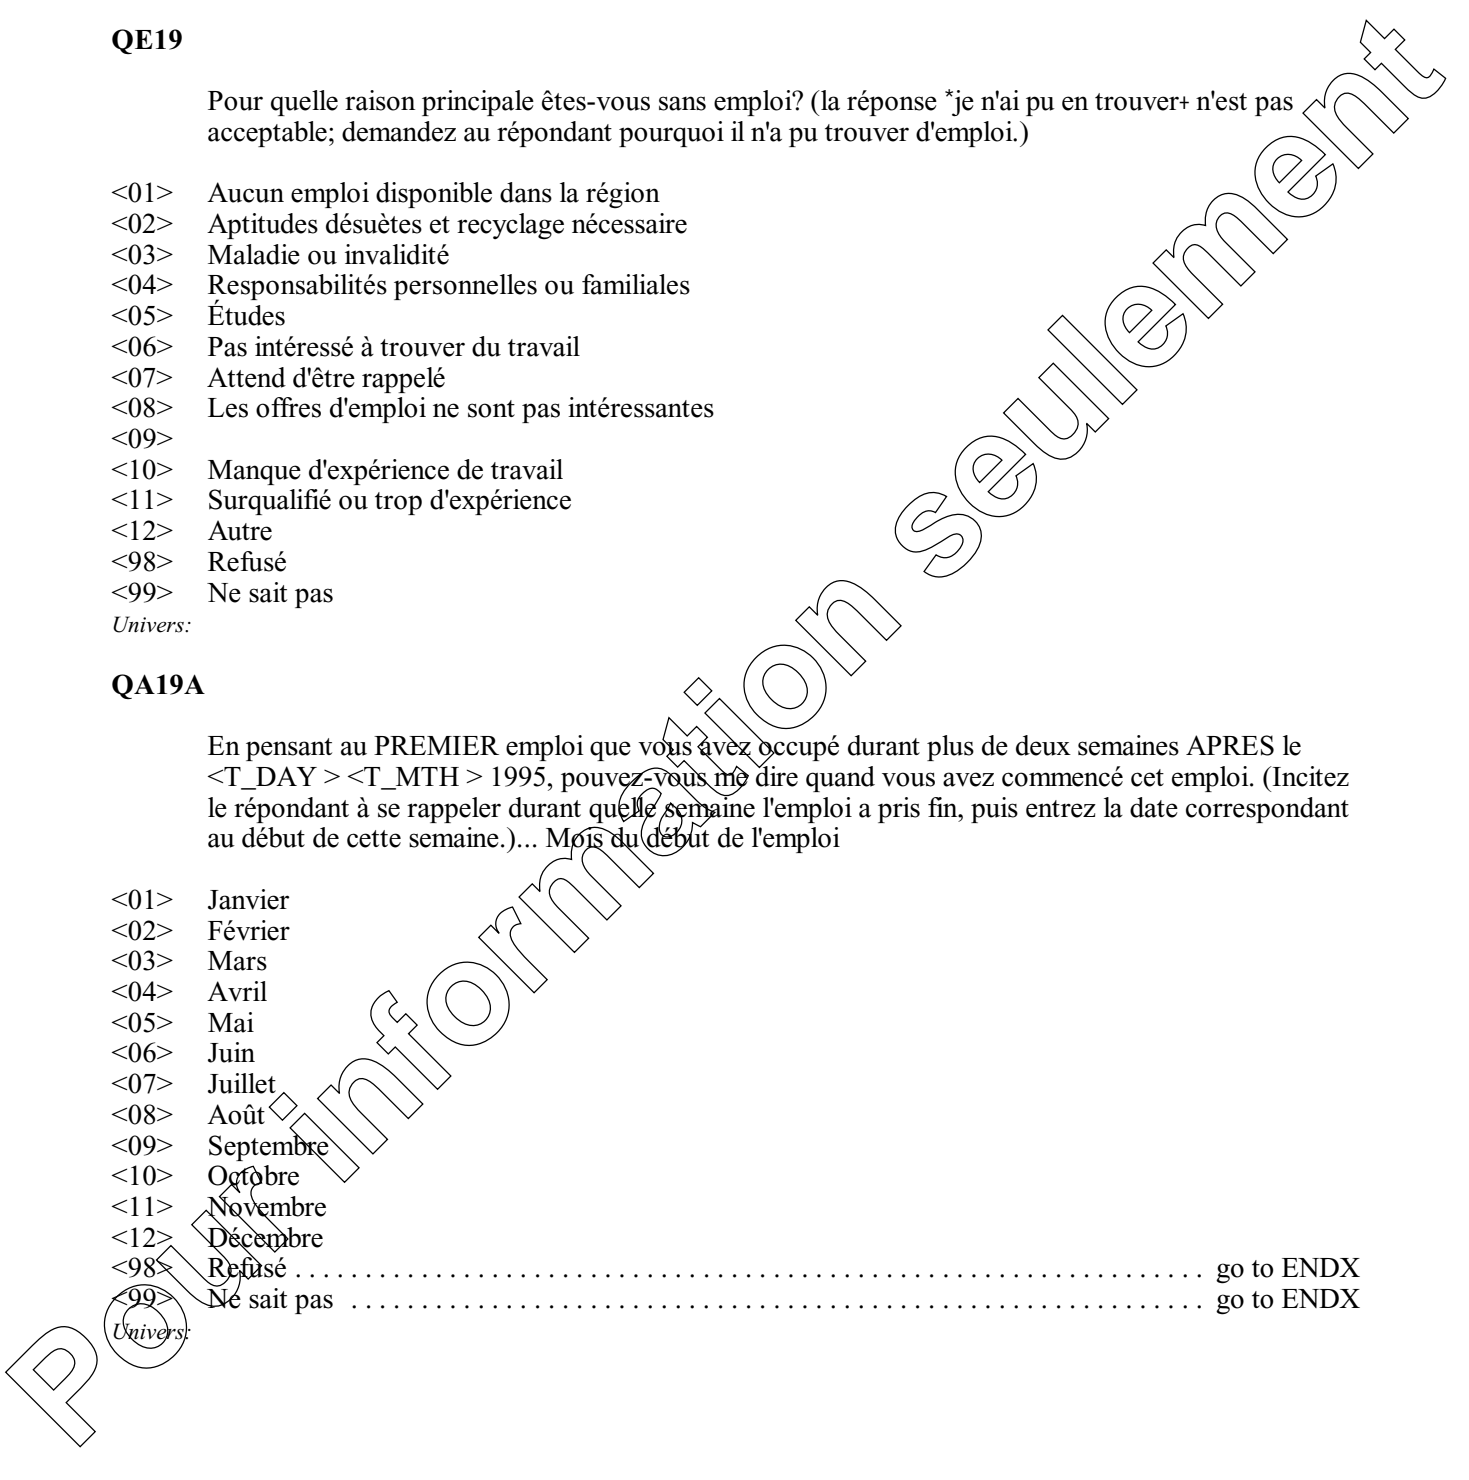 QE19
Pour quelle raison principale êtes-vous sans emploi? (la réponse *je n'ai pu en trouver+ n'est pas
acceptable; demandez au répondant pourquoi il n'a pu trouver d'emploi.)
<01> Aucun emploi disponible dans la région
<02> Aptitudes désuètes et recyclage nécessaire
<03> Maladie ou invalidité
<04> Responsabilités personnelles ou familiales
<05> Études
<06> Pas intéressé à trouver du travail
<07> Attend d'être rappelé
<08> Les offres d'emploi ne sont pas intéressantes
<09>
<10> Manque d'expérience de travail
<11> Surqualifié ou trop d'expérience
<12> Autre
<98> Refusé
<99> Ne sait pas
Univers:
QA19A
En pensant au PREMIER emploi que vous avez occupé durant plus de deux semaines APRES le
<T_DAY > <T_MTH > 1995, pouvez-vous me dire quand vous avez commencé cet emploi. (Incitez
le répondant à se rappeler durant quelle semaine l'emploi a pris fin, puis entrez la date correspondant
au début de cette semaine.)... Mois du début de l'emploi
<01> Janvier
<02> Février
<03> Mars
<04> Avril
<05> Mai
<06> Juin
<07> Juillet
<08> Août
<09> Septembre
<10> Octobre
<11> Novembre
<12> Décembre
<98> Refusé . . . . . . . . . . . . . . . . . . . . . . . . . . . . . . . . . . . . . . . . . . . . . . . . . . . . . . . . . . . . . . . . . go to ENDX
<99> Ne sait pas . . . . . . . . . . . . . . . . . . . . . . . . . . . . . . . . . . . . . . . . . . . . . . . . . . . . . . . . . . . . . go to ENDX
Univers:
Pour information seulement